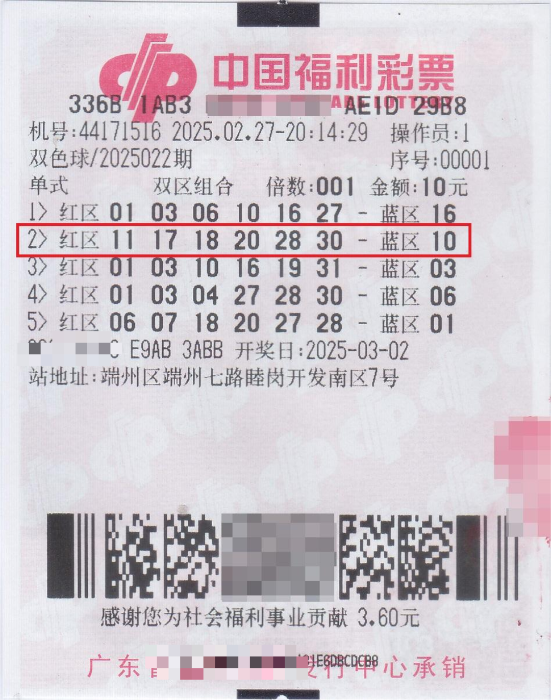 中国福利彩票
336B 1AB3 AE1D 29B8
机号:44171516 2025.02.27-20:14:29 操作员:1
双色球/2025022期 序号:00001
单式 双区组合 倍数:001 金额:10元
1> 红区 01 03 06 10 16 27 - 蓝区 16
2> 红区 11 17 18 20 28 30 - 蓝区 10
3> 红区 01 03 10 16 19 31 - 蓝区 03
4> 红区 01 03 04 27 28 30 - 蓝区 06
5> 红区 06 07 18 20 27 28 - 蓝区 01
E9AB 3ABB 开奖日:2025-03-02
站地址:端州区端州七路睦岗开发南区7号
感谢您为社会福利事业贡献 3.60元
广东 发行中心承销